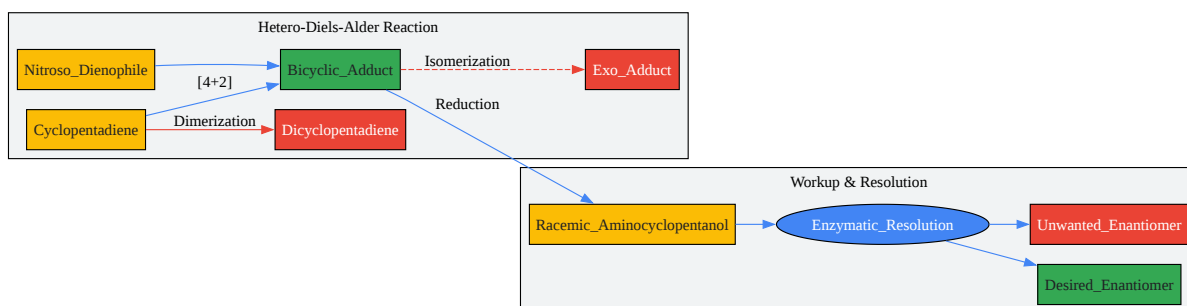 Hetero-Diels-Alder Reaction
Nitroso_Dienophile
Bicyclic_Adduct
Isomerization
Exo_Adduct
[4+2]
Reduction
Cyclopentadiene
Dimerization
Dicyclopentadiene
Workup & Resolution
Racemic_Aminocyclopentanol
Enzymatic_Resolution
Unwanted_Enantiomer
Desired_Enantiomer